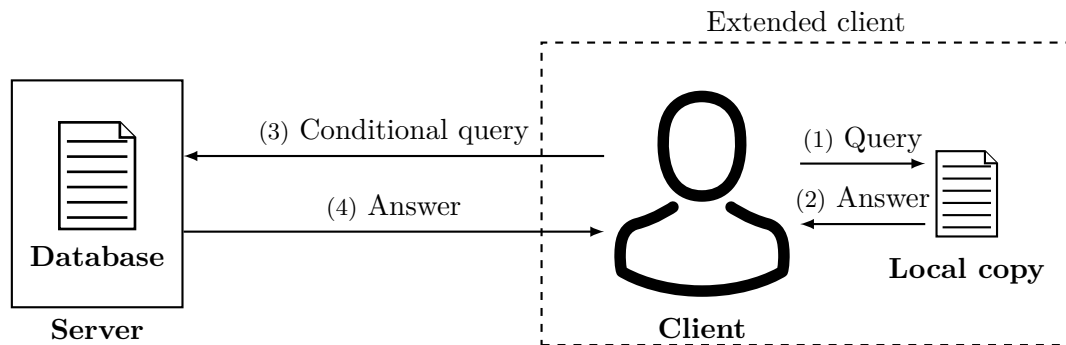 Extended client
(3) Conditional query
(1) Query
(2) Answer
(4) Answer
Database
Local copy
Server
Client